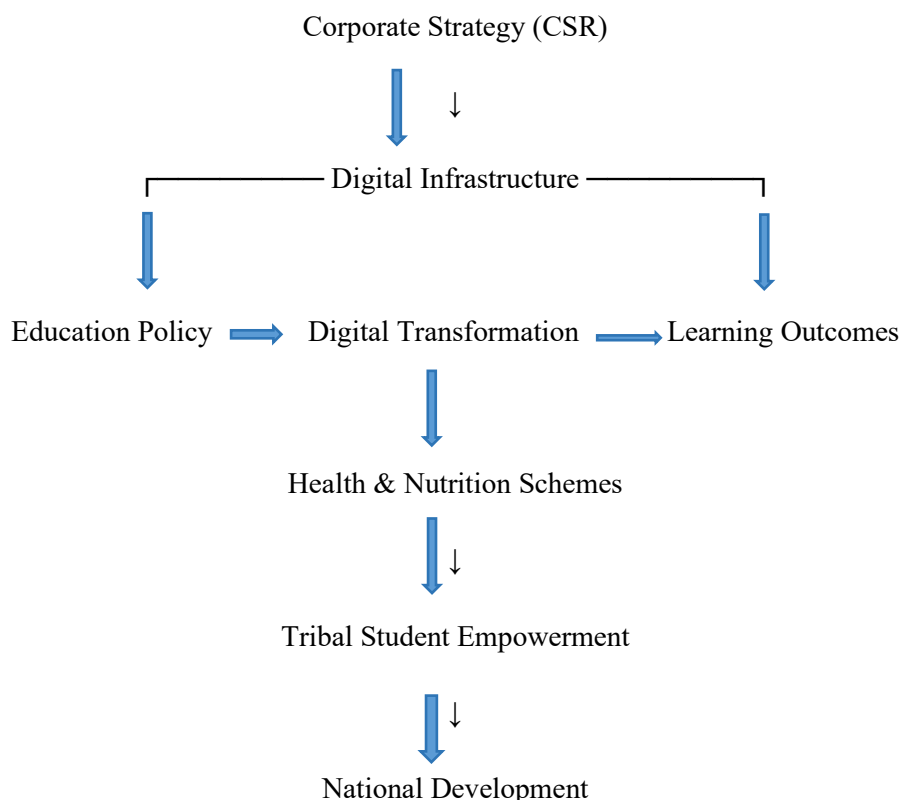 Corporate Strategy (CSR)
↓
Digital Infrastructure
Education Policy Digital Transformation Learning Outcomes
Health & Nutrition Schemes
↓
Tribal Student Empowerment
↓
National Development